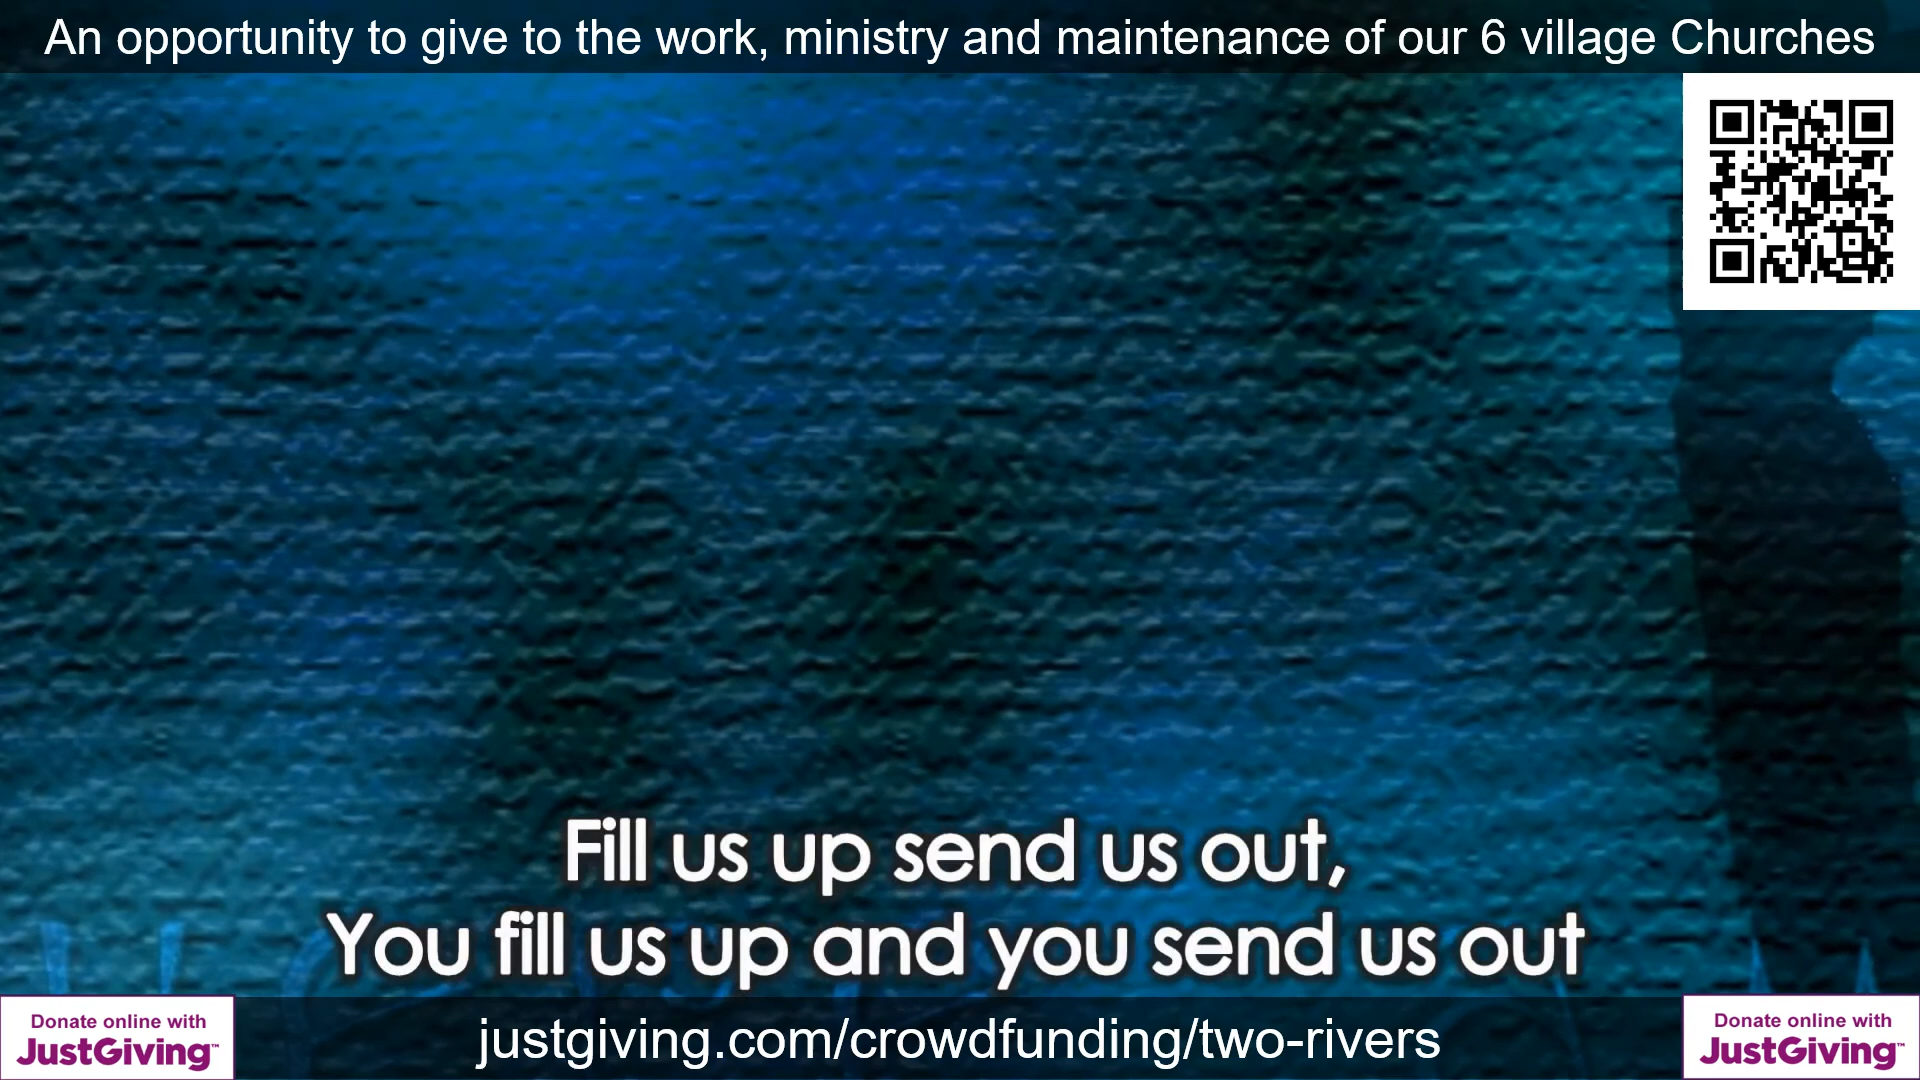 An opportunity to give to the work, ministry and maintenance of our 6 village Churches
Fill us up send us out,
You fill us up and you send us out
Donate online with
JustGiving™
justgiving.com/crowdfunding/two-rivers
Donate online with
JustGiving™